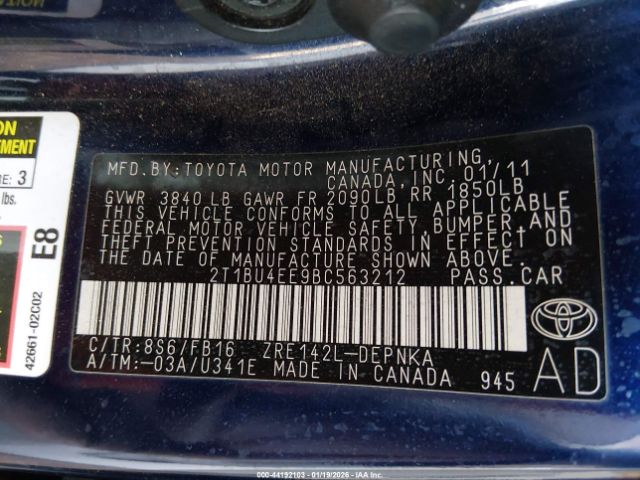 ON
EMENT
RE: 3
lbs.
E8
42661-02C02
MFD.BY:TOYOTA MOTOR MANUFACTURING,
CANADA,INC. 01/11
GVWR 3840LB GAWR FR 2090LB RR 1850LB
THIS VEHICLE CONFORMS TO ALL APPLICABLE
FEDERAL MOTOR VEHICLE SAFETY, BUMPER, AND
THEFT PREVENTION STANDARDS IN EFFECT ON
THE DATE OF MANUFACTURE SHOWN ABOVE.
2T1BU4EE9BC563212 PASS.CAR
C/TR:8S6/FB16 ZRE142L-DEPNKA
A/TM:-03A/U341E MADE IN CANADA 945
AD
000-44192103 - 01/19/2026 - IAA Inc.